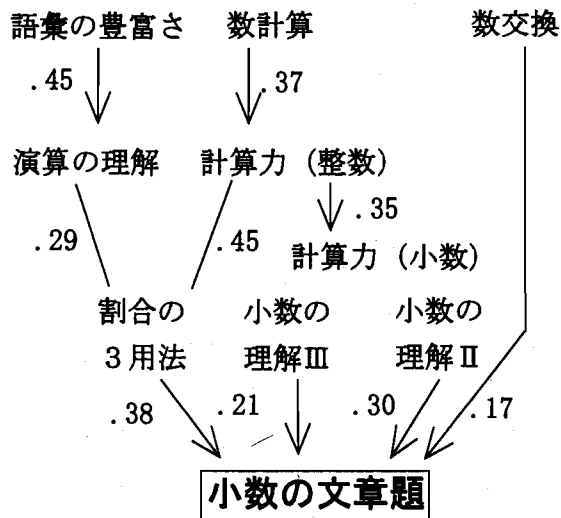 語彙の豊富さ 数計算 数交換
.45 .37
演算の理解 計算力（整数）
.35
.29 .45 計算力（小数）
割合の 小数の 小数の
３用法 理解Ⅲ 理解Ⅱ
.38 .21 .30 .17
小数の文章題